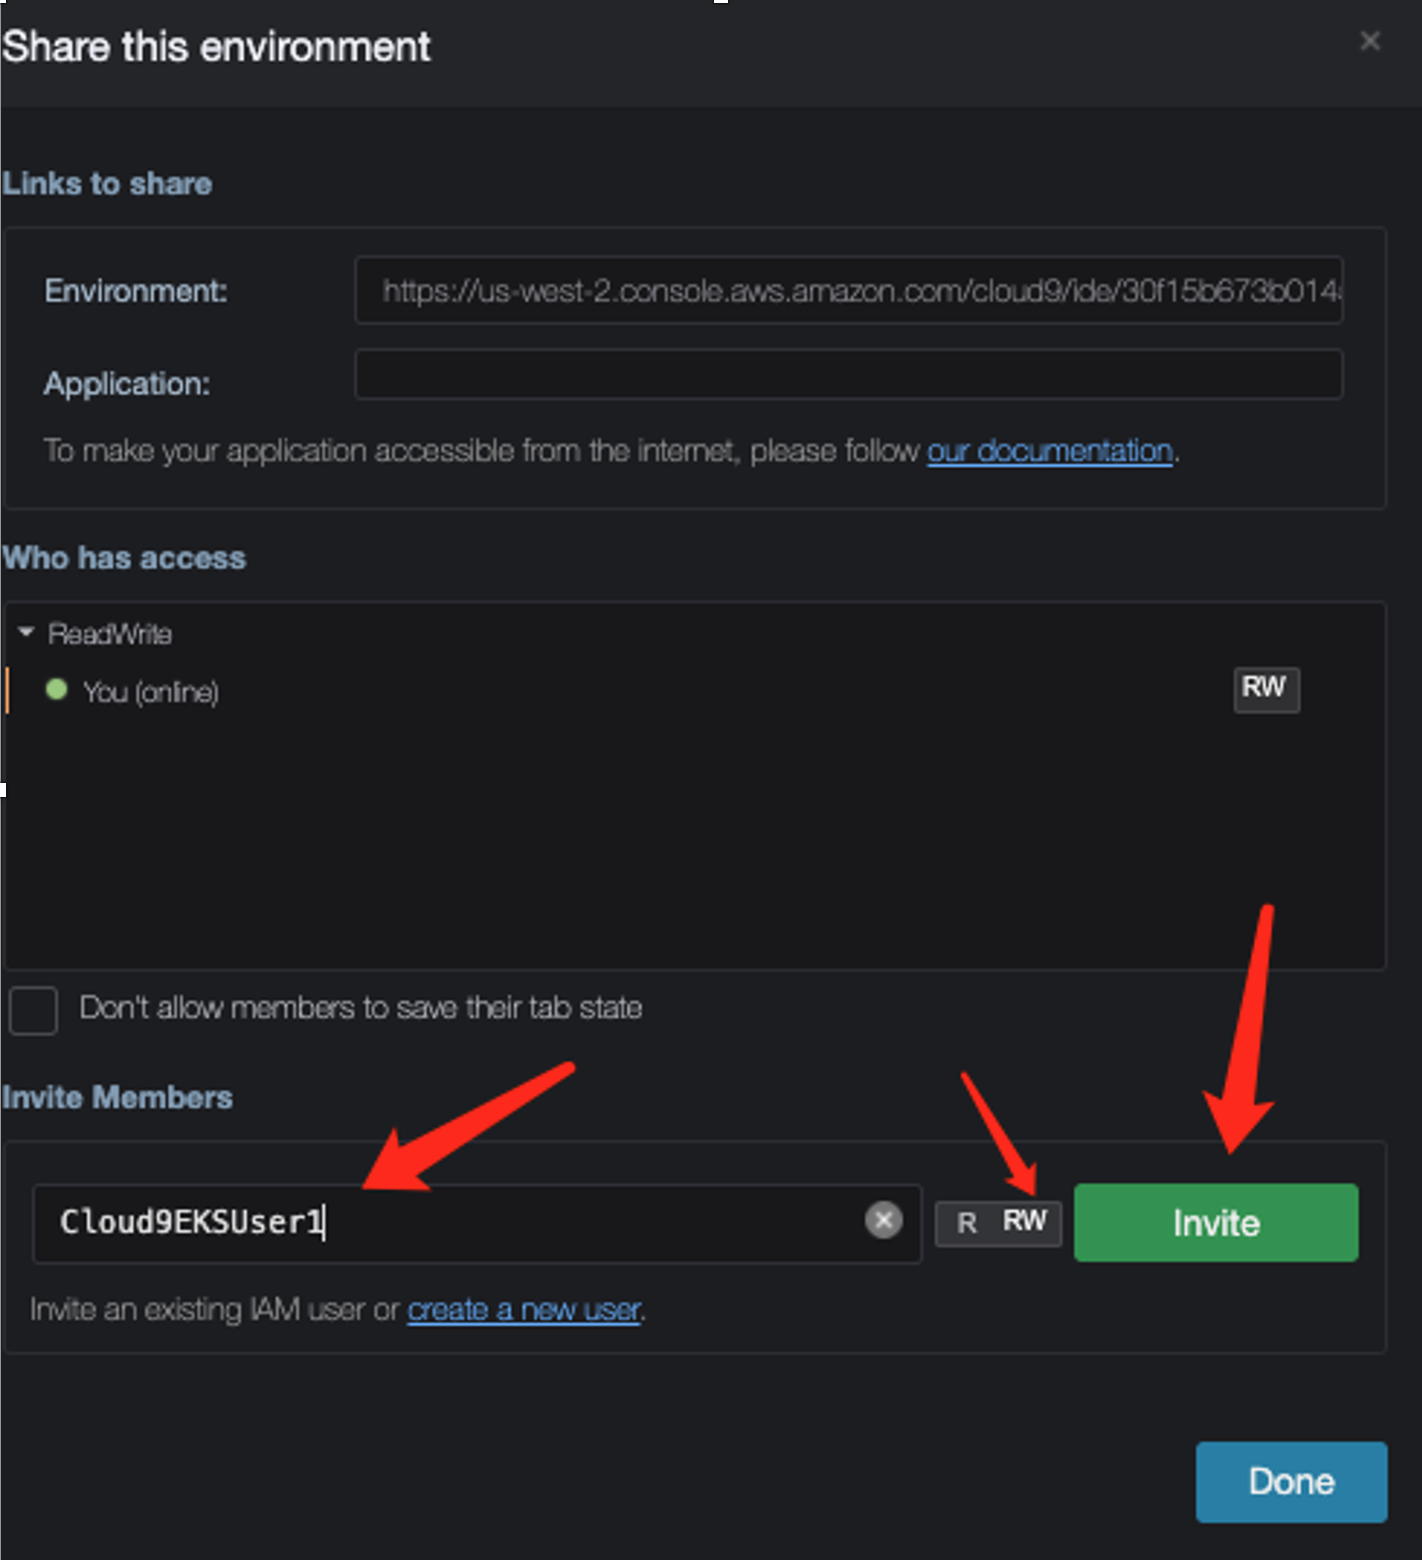 Share this environment
Links to share
Environment: https://us-west-2.console.aws.amazon.com/cloud9/ide/30f15b673b014
Application:
To make your application accessible from the internet, please follow our documentation.
Who has access
ReadWrite
You (online) RW
Don't allow members to save their tab state
Invite Members
Cloud9EKSUser1 R RW Invite
Invite an existing IAM user or create a new user.
Done